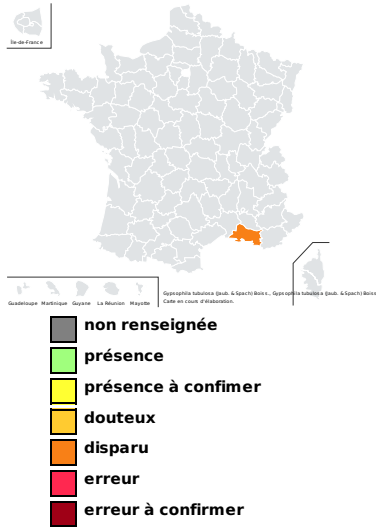 Île-de-France
Guadeloupe Martinique Guyane La Réunion Mayotte
Gypsophila tubulosa (Jaub. & Spach) Boiss., Gypsophila tubulosa (Jaub. & Spach) Boiss
Carte en cours d'élaboration.
non renseignée
présence
présence à confimer
douteux
disparu
erreur
erreur à confirmer